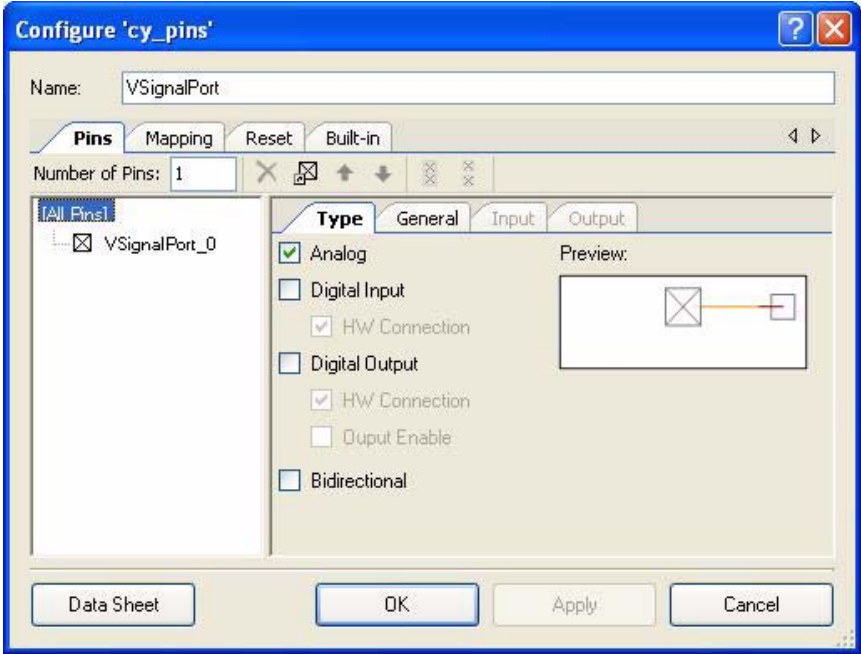 Configure 'cy_pins'
Name: VSignalPort
Pins Mapping Reset Built-in
Number of Pins: 1
[All Pins]
VSignalPort_0
Type General Input Output
Analog
Preview:
Digital Input
HW Connection
Digital Output
HW Connection
Ouput Enable
Bidirectional
Data Sheet OK Apply Cancel